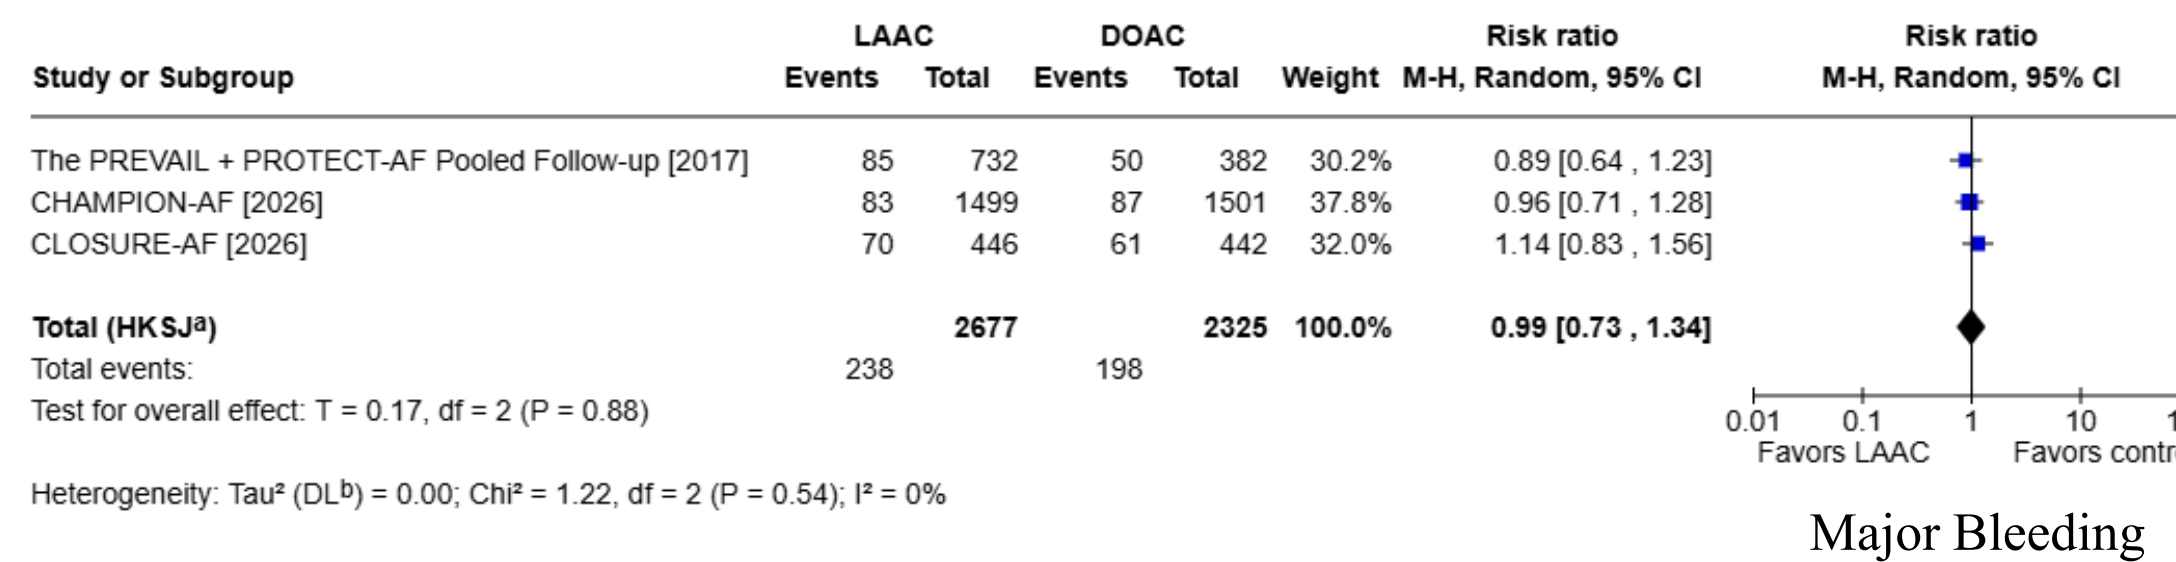 LAAC DOAC Risk ratio Risk ratio
Study or Subgroup Events Total Events Total Weight M-H, Random, 95% CI M-H, Random, 95% CI
The PREVAIL + PROTECT-AF Pooled Follow-up [2017] 85 732 50 382 30.2% 0.89 [0.64 , 1.23]
CHAMPION-AF [2026] 83 1499 87 1501 37.8% 0.96 [0.71 , 1.28]
CLOSURE-AF [2026] 70 446 61 442 32.0% 1.14 [0.83 , 1.56]
Total (HKSJᵃ) 2677 2325 100.0% 0.99 [0.73 , 1.34]
Total events: 238 198
Test for overall effect: T = 0.17, df = 2 (P = 0.88)
0.01 0.1 1 10 1
Favors LAAC Favors contr
Heterogeneity: Tau² (DLᵇ) = 0.00; Chi² = 1.22, df = 2 (P = 0.54); I² = 0%
Major Bleeding